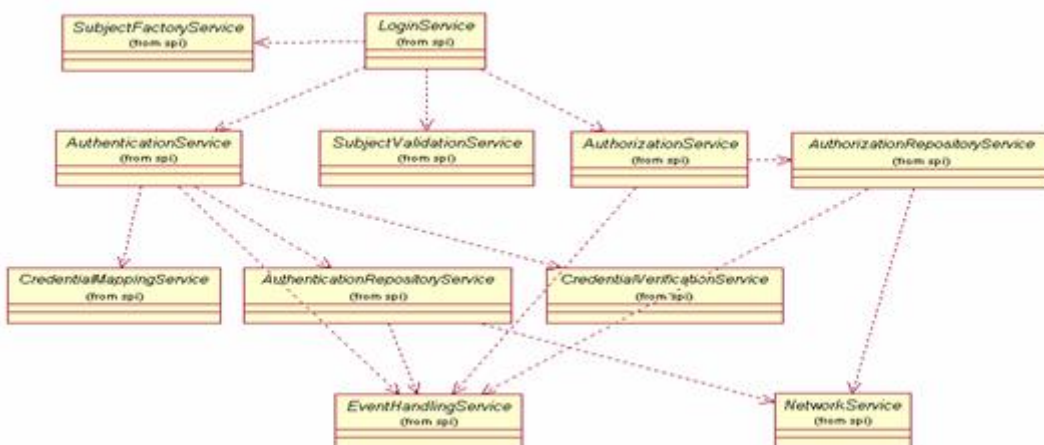 SubjectFactoryService
(from spi)
LoginService
(from spi)
AuthenticationService
(from spi)
SubjectValidationService
(from spi)
AuthorizationService
(from spi)
AuthorizationRepositoryService
(from spi)
CredentialMappingService
(from spi)
AuthenticationRepositoryService
(from spi)
CredentialVerificationService
(from spi)
EventHandlingService
(from spi)
NetworkService
(from spi)